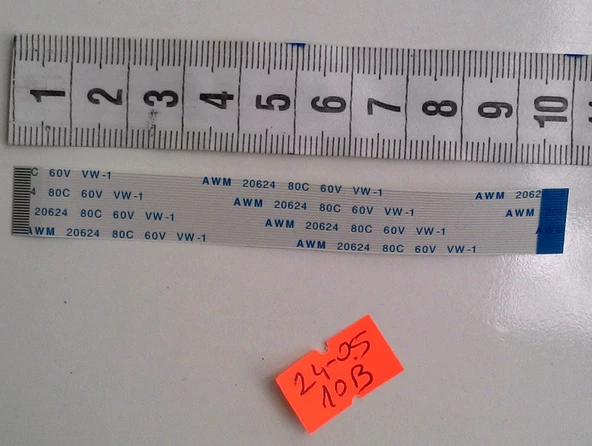 1 2 3 4 5 6 7 8 9 10
C 60V VW-1 AWM 20624 80C 60V VW-1 AWM 2062
4 80C 60V VW-1 AWM 20624 80C 60V VW-1 AWM
20624 80C 60V VW-1 AWM 20624 80C 60V VW-1 AW
AWM 20624 80C 60V VW-1 AWM 20624 80C 60V VW-1
24-05
10B